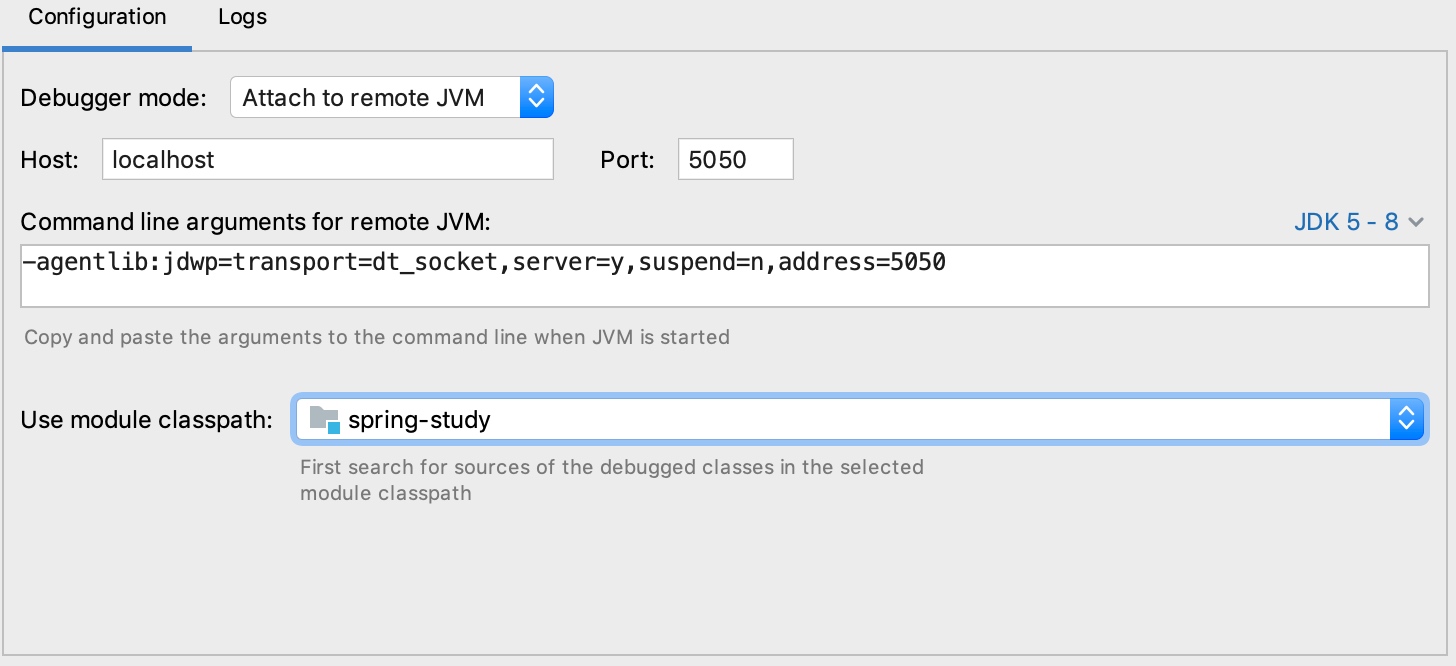 Configuration Logs
Debugger mode: Attach to remote JVM
Host: localhost Port: 5050
Command line arguments for remote JVM: JDK 5 - 8
-agentlib:jdwp=transport=dt_socket,server=y,suspend=n,address=5050
Copy and paste the arguments to the command line when JVM is started
Use module classpath: spring-study
First search for sources of the debugged classes in the selected
module classpath